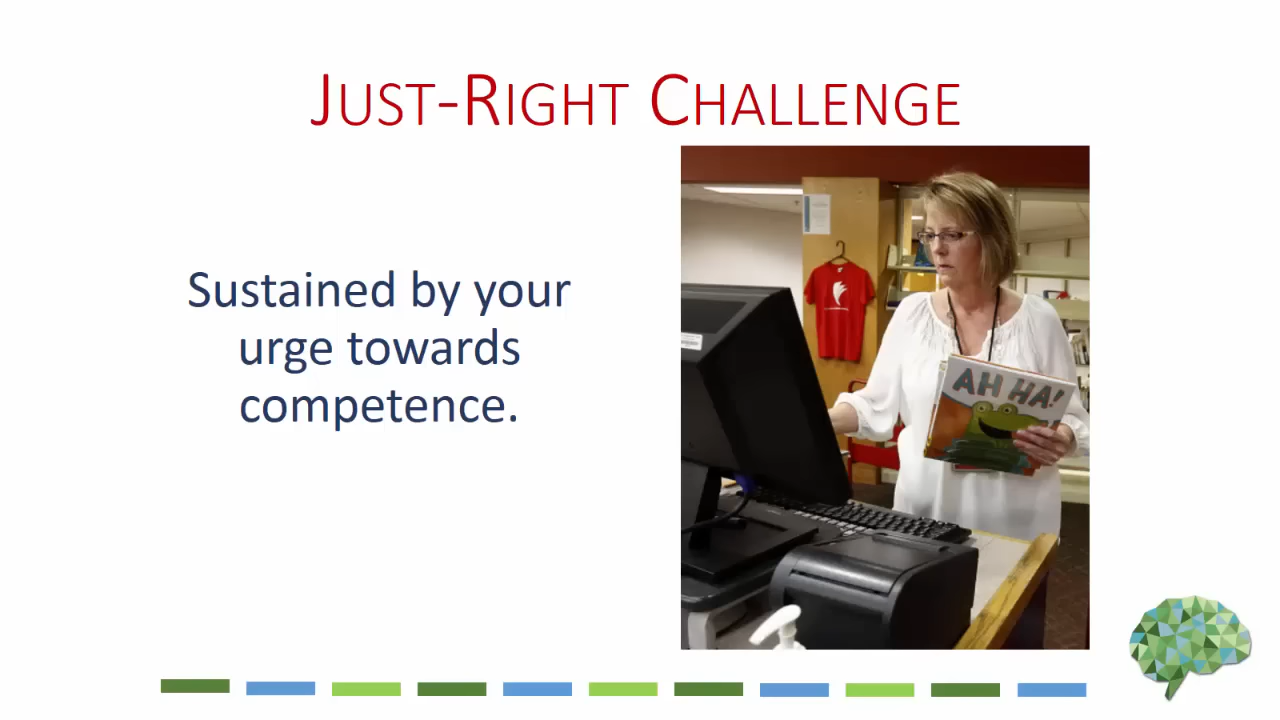 JUST-RIGHT CHALLENGE
Sustained by your
urge towards
competence.
AH HA!